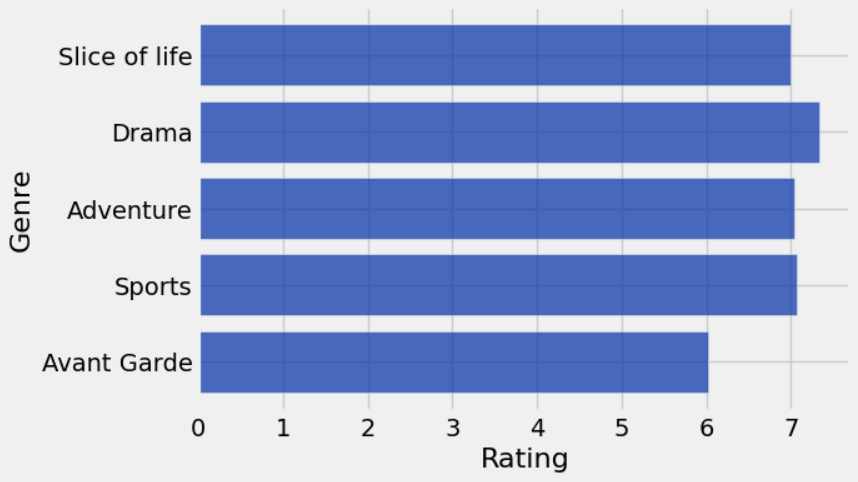 Slice of life
Drama
Adventure
Sports
Avant Garde
Genre
0 1 2 3 4 5 6 7
Rating